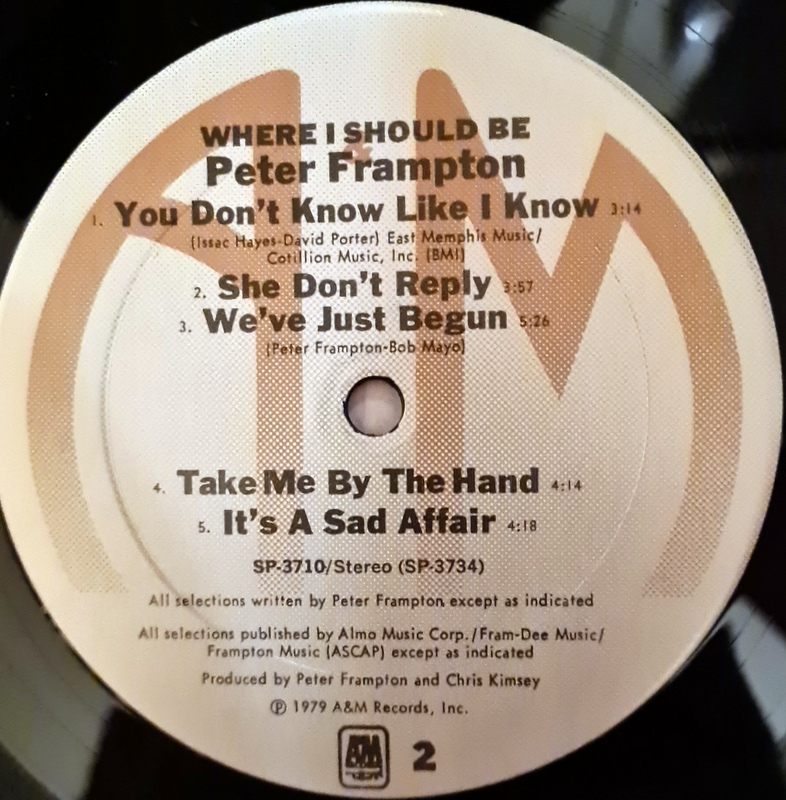 WHERE I SHOULD BE
Peter Frampton
1. You Don't Know Like I Know 3:14
(Issac Hayes-David Porter) East Memphis Music/
Cotillion Music, Inc. (BMI)
2. She Don't Reply 3:57
3. We've Just Begun 5:26
(Peter Frampton-Bob Mayo)
4. Take Me By The Hand 4:14
5. It's A Sad Affair 4:18
SP-3710/Stereo (SP-3734)
All selections written by Peter Frampton except as indicated
All selections published by Almo Music Corp./Fram-Dee Music/
Frampton Music (ASCAP) except as indicated
Produced by Peter Frampton and Chris Kimsey
℗ 1979 A&M Records, Inc.
A&M 2